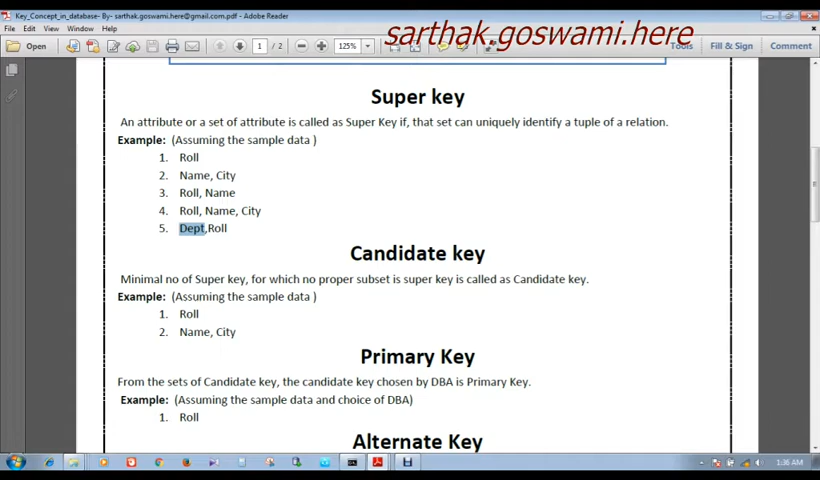 Key_Concept_in_database- By- sarthak.goswami.here@gmail.com.pdf - Adobe Reader
File Edit View Window Help
sarthak.goswami.here
Open 1 / 2 125% Tools Fill & Sign Comment
Super key
An attribute or a set of attribute is called as Super Key if, that set can uniquely identify a tuple of a relation.
Example: (Assuming the sample data )
1. Roll
2. Name, City
3. Roll, Name
4. Roll, Name, City
5. Dept,Roll
Candidate key
Minimal no of Super key, for which no proper subset is super key is called as Candidate key.
Example: (Assuming the sample data )
1. Roll
2. Name, City
Primary Key
From the sets of Candidate key, the candidate key chosen by DBA is Primary Key.
Example: (Assuming the sample data and choice of DBA)
1. Roll
Alternate Key
1:36 AM